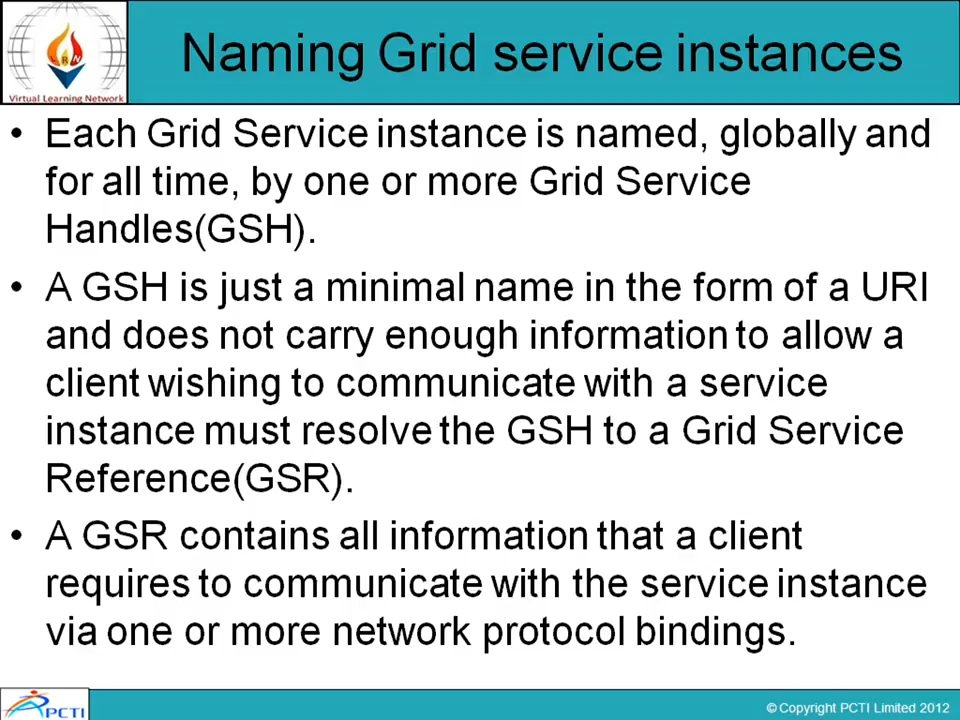 RN
Virtual Learning Network
Naming Grid service instances
• Each Grid Service instance is named, globally and
for all time, by one or more Grid Service
Handles(GSH).
• A GSH is just a minimal name in the form of a URI
and does not carry enough information to allow a
client wishing to communicate with a service
instance must resolve the GSH to a Grid Service
Reference(GSR).
• A GSR contains all information that a client
requires to communicate with the service instance
via one or more network protocol bindings.
PCTI
© Copyright PCTI Limited 2012